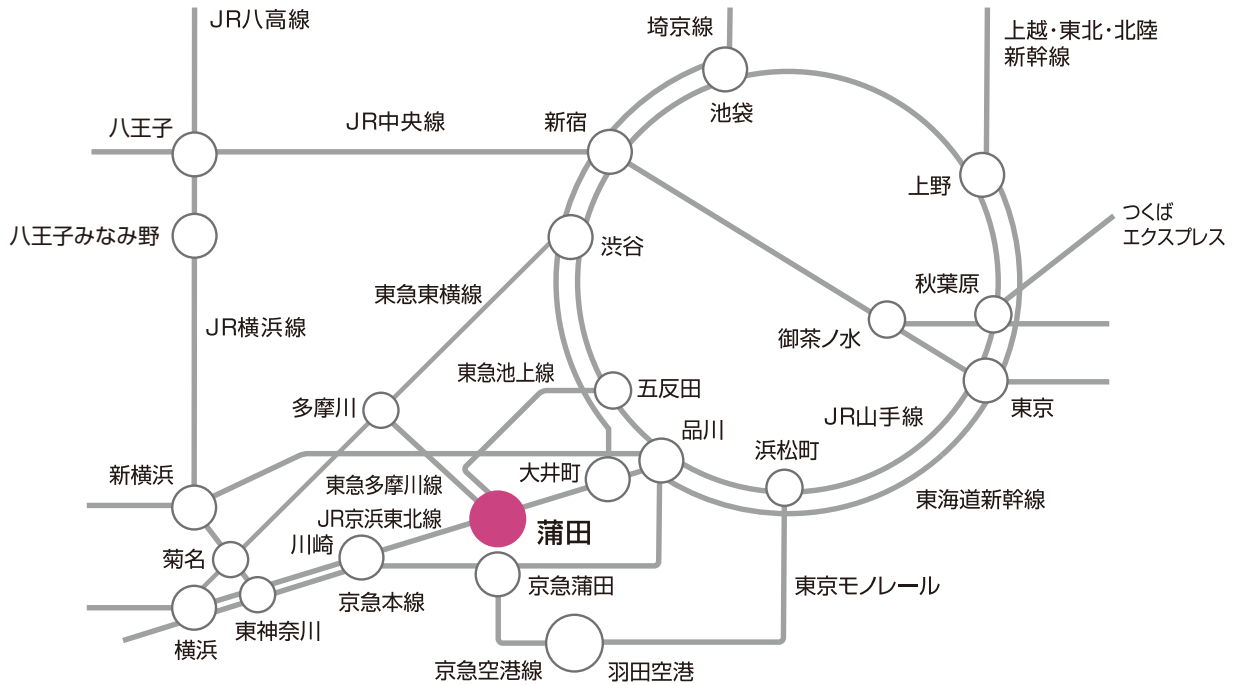 JR八高線
埼京線
上越・東北・北陸
新幹線
八王子
JR中央線
新宿
池袋
上野
八王子みなみ野
渋谷
つくば
エクスプレス
東急東横線
秋葉原
JR横浜線
御茶ノ水
東急池上線
五反田
多摩川
東京
JR山手線
品川
浜松町
新横浜
大井町
東急多摩川線
東海道新幹線
JR京浜東北線
蒲田
川崎
菊名
京急蒲田
東京モノレール
京急本線
東神奈川
横浜
京急空港線
羽田空港